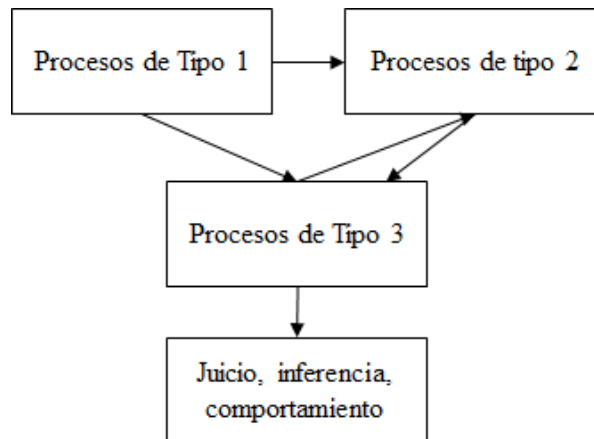 Procesos de Tipo 1
Procesos de tipo 2
Procesos de Tipo 3
Juicio, inferencia,
comportamiento